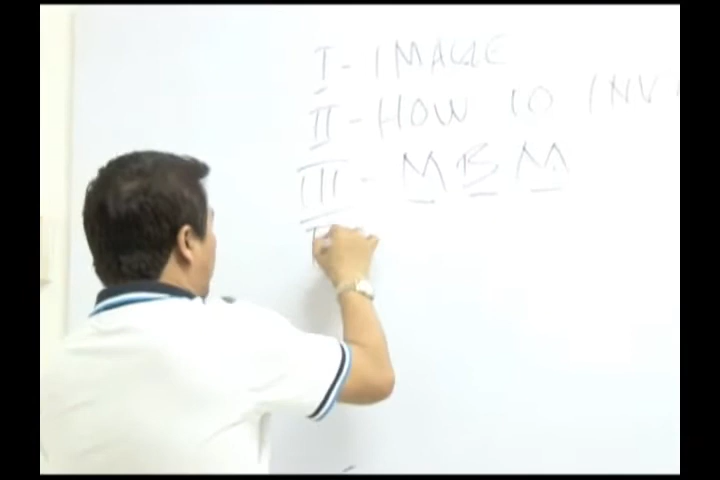 I - IMAGE
II - HOW TO INV
III - MBM